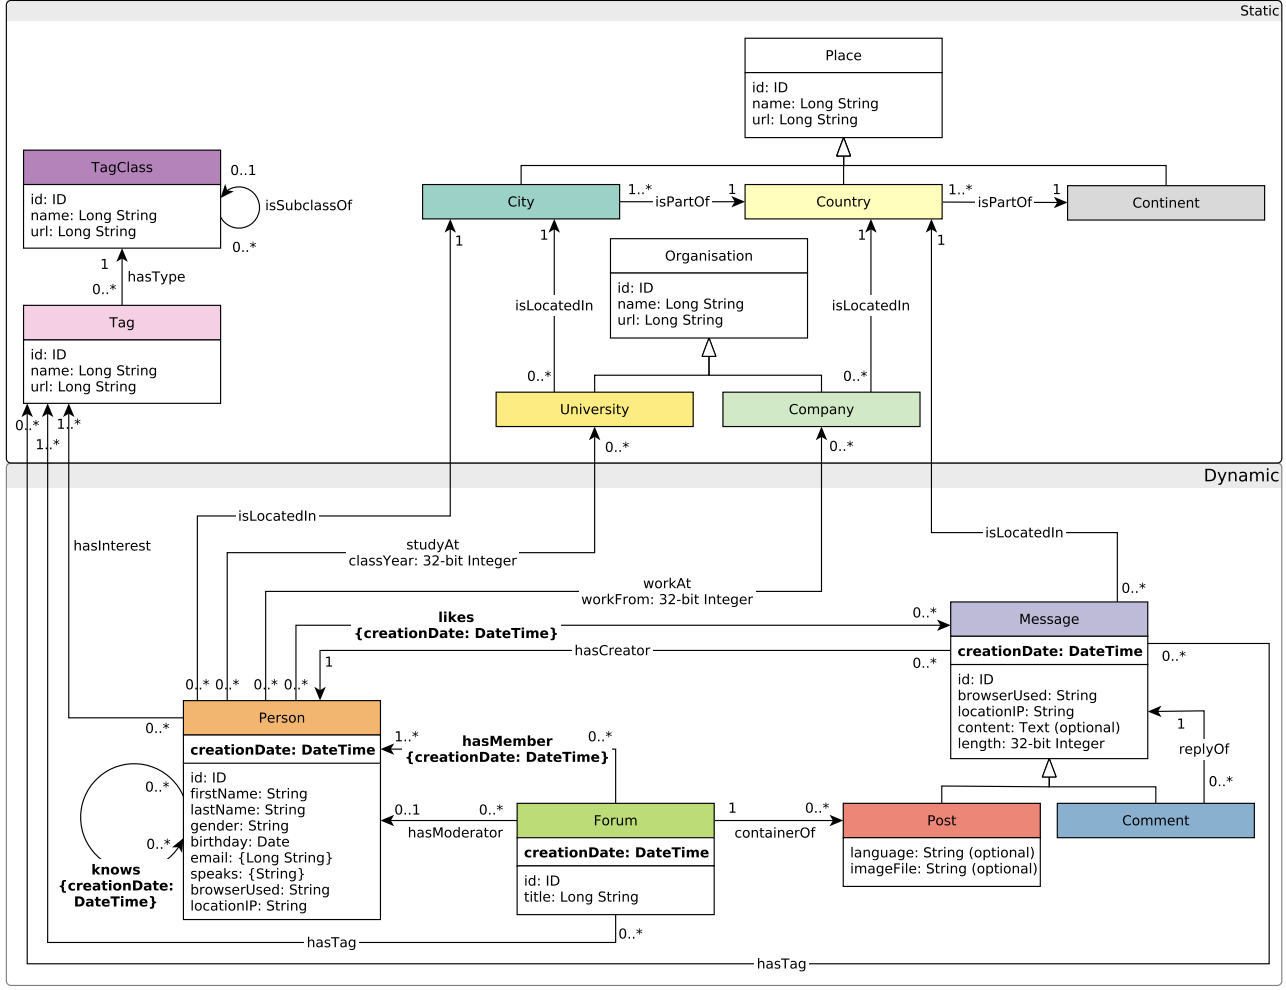 Static
Place
id: ID
name: Long String
url: Long String
TagClass
id: ID
name: Long String
url: Long String
0..1
isSubclassOf
0..*
City
1..*
isPartOf
1
Country
1..*
isPartOf
1
Continent
1
hasType
0..*
Tag
id: ID
name: Long String
url: Long String
0..*
1..*
1..*
1
1
1
1
Organisation
id: ID
name: Long String
url: Long String
isLocatedIn
isLocatedIn
0..*
0..*
University
Company
0..*
0..*
Dynamic
isLocatedIn
hasInterest
studyAt
classYear: 32-bit Integer
isLocatedIn
workAt
workFrom: 32-bit Integer
0..*
likes
{creationDate: DateTime}
0..*
hasCreator
0..*
1
Message
creationDate: DateTime
id: ID
browserUsed: String
locationIP: String
content: Text (optional)
length: 32-bit Integer
0..*
0..*
0..*
0..*
0..*
0..*
Person
creationDate: DateTime
id: ID
firstName: String
lastName: String
gender: String
birthday: Date
email: {Long String}
speaks: {String}
browserUsed: String
locationIP: String
1..*
hasMember
{creationDate: DateTime}
0..*
1
replyOf
0..*
0..*
0..*
knows
{creationDate:
DateTime}
0..1
hasModerator
0..*
Forum
creationDate: DateTime
id: ID
title: Long String
1
containerOf
0..*
Post
language: String (optional)
imageFile: String (optional)
Comment
0..*
hasTag
hasTag